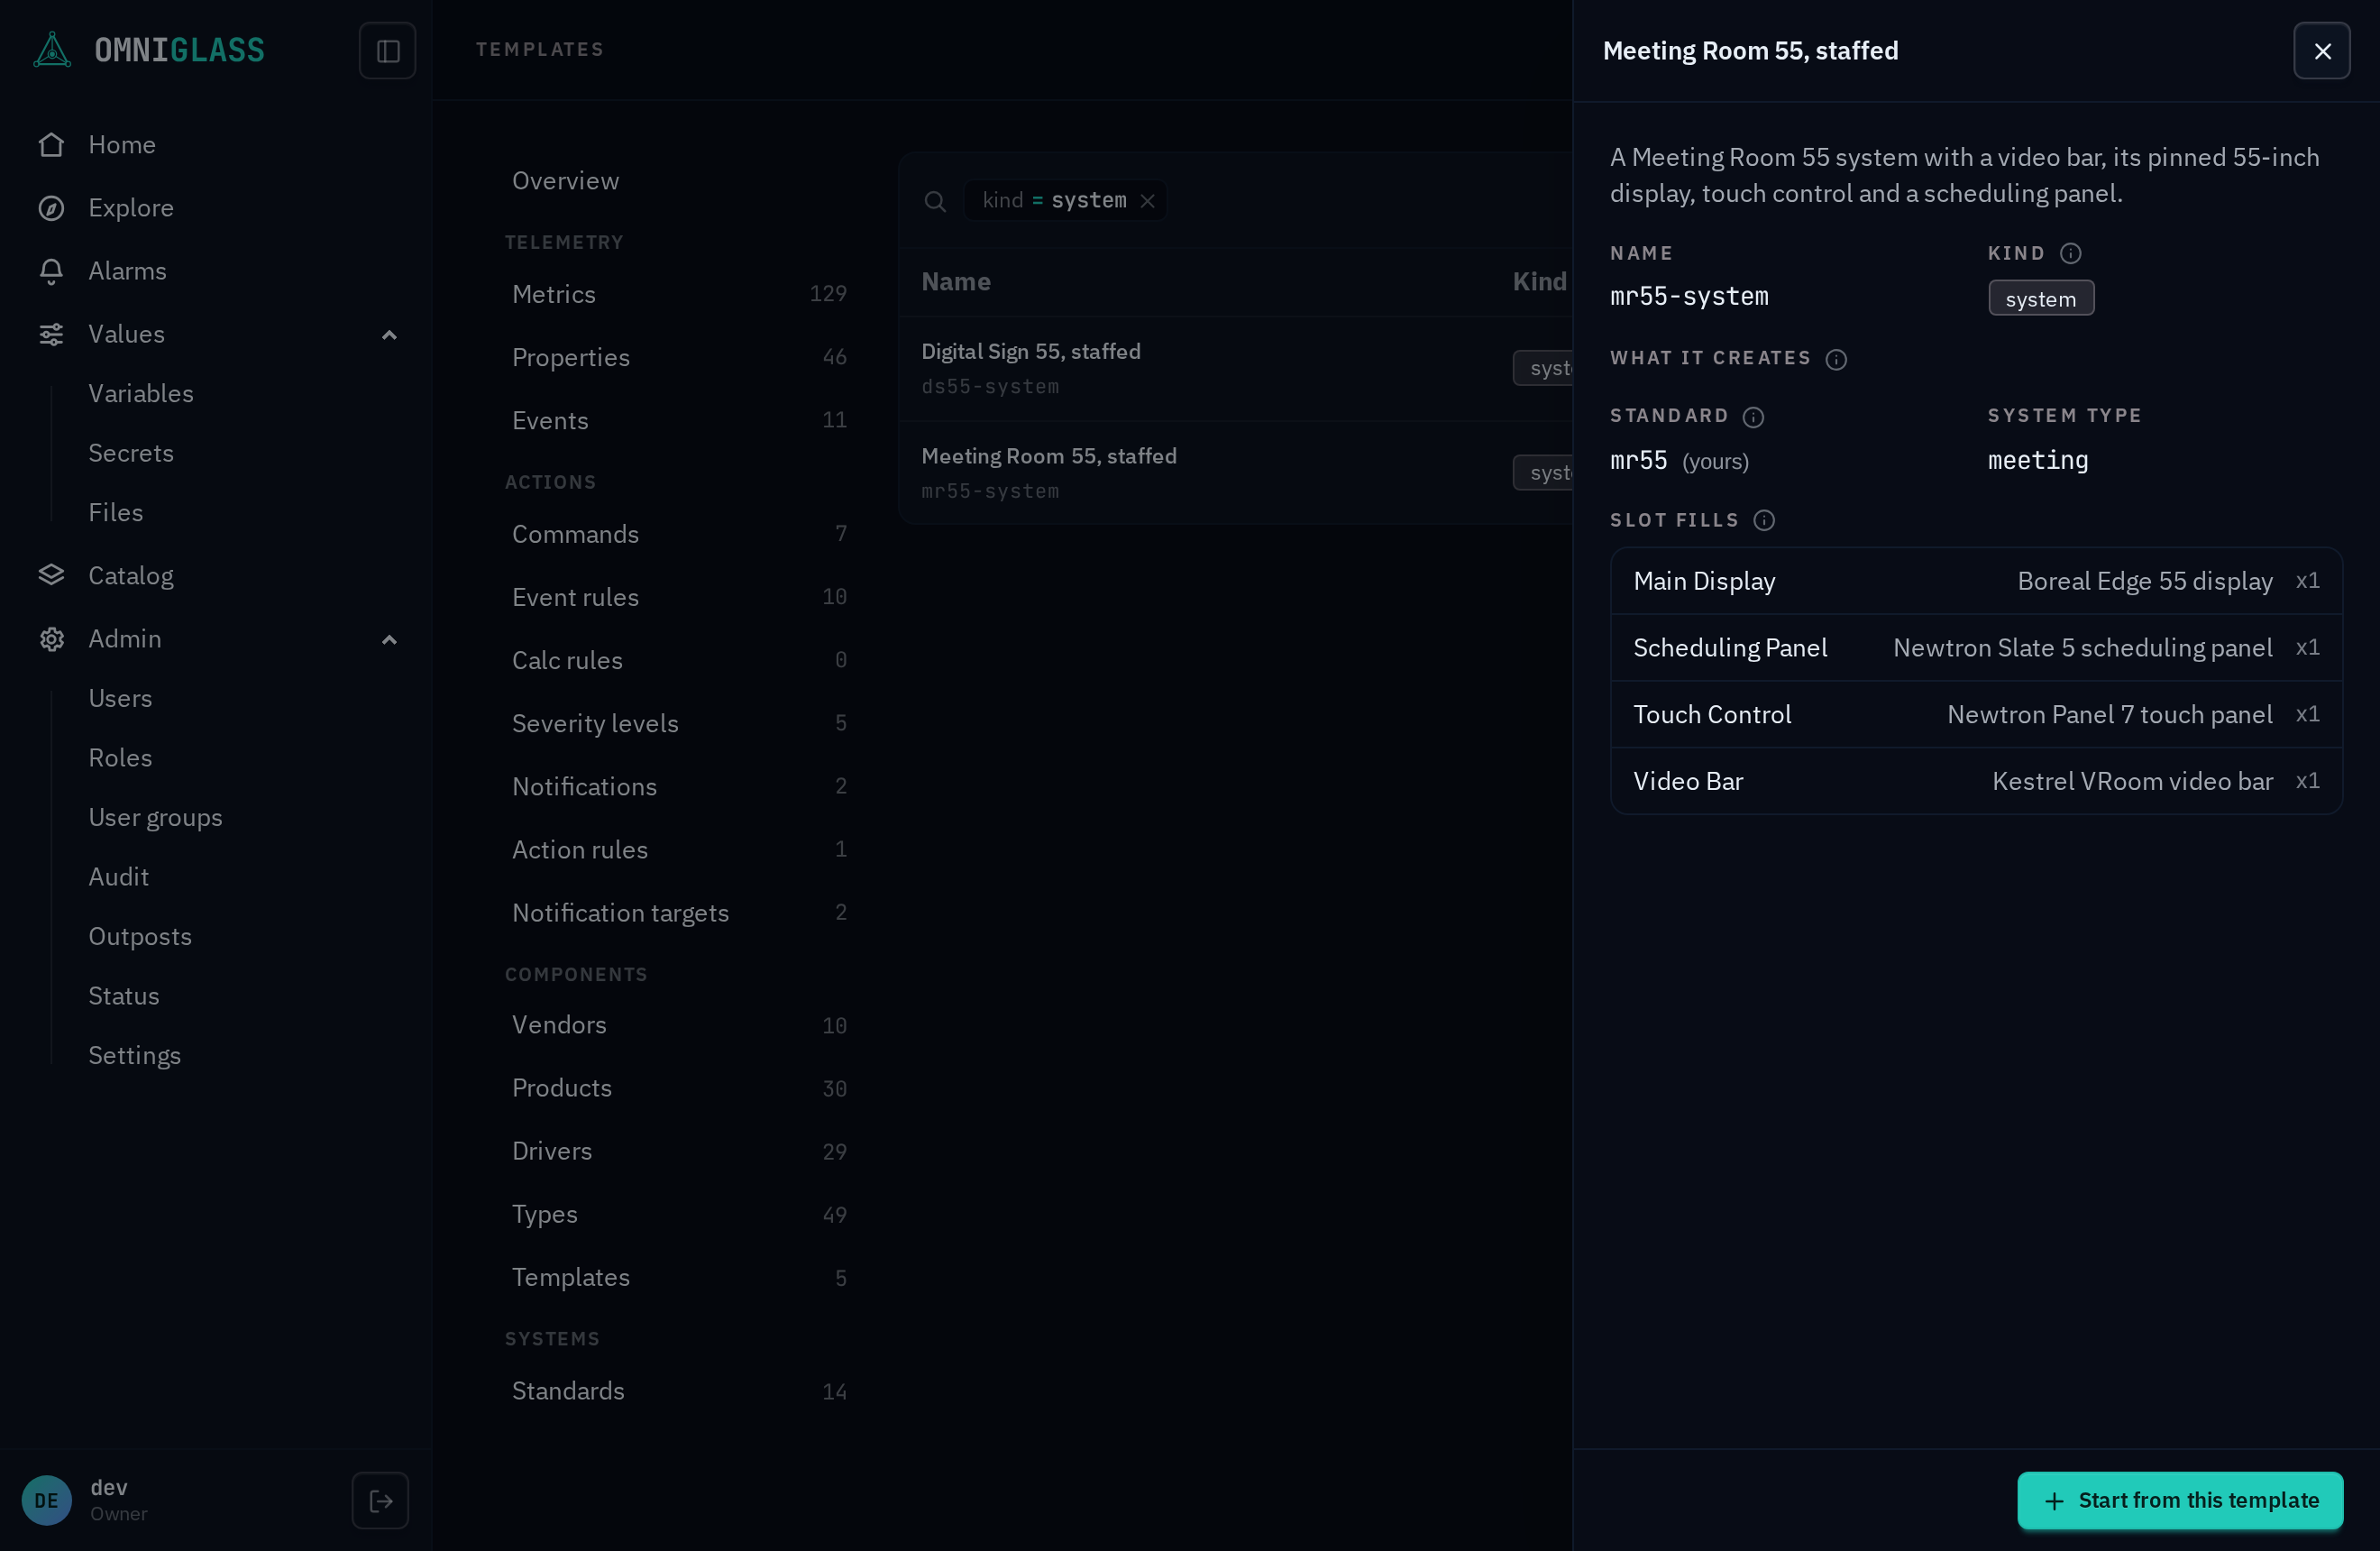 OMNIGLASS
Home
Explore
Alarms
Values
Variables
Secrets
Files
Catalog
Admin
Users
Roles
User groups
Audit
Outposts
Status
Settings
DE
dev
Owner
TEMPLATES
Overview
TELEMETRY
Metrics 129
Properties 46
Events 11
ACTIONS
Commands 7
Event rules 10
Calc rules 0
Severity levels 5
Notifications 2
Action rules 1
Notification targets 2
COMPONENTS
Vendors 10
Products 30
Drivers 29
Types 49
Templates 5
SYSTEMS
Standards 14
kind = system
Name Kind
Digital Sign 55, staffed
ds55-system
syst
Meeting Room 55, staffed
mr55-system
syst
Meeting Room 55, staffed
A Meeting Room 55 system with a video bar, its pinned 55-inch
display, touch control and a scheduling panel.
NAME KIND
mr55-system system
WHAT IT CREATES
STANDARD SYSTEM TYPE
mr55 (yours) meeting
SLOT FILLS
Main Display Boreal Edge 55 display x1
Scheduling Panel Newtron Slate 5 scheduling panel x1
Touch Control Newtron Panel 7 touch panel x1
Video Bar Kestrel VRoom video bar x1
Start from this template